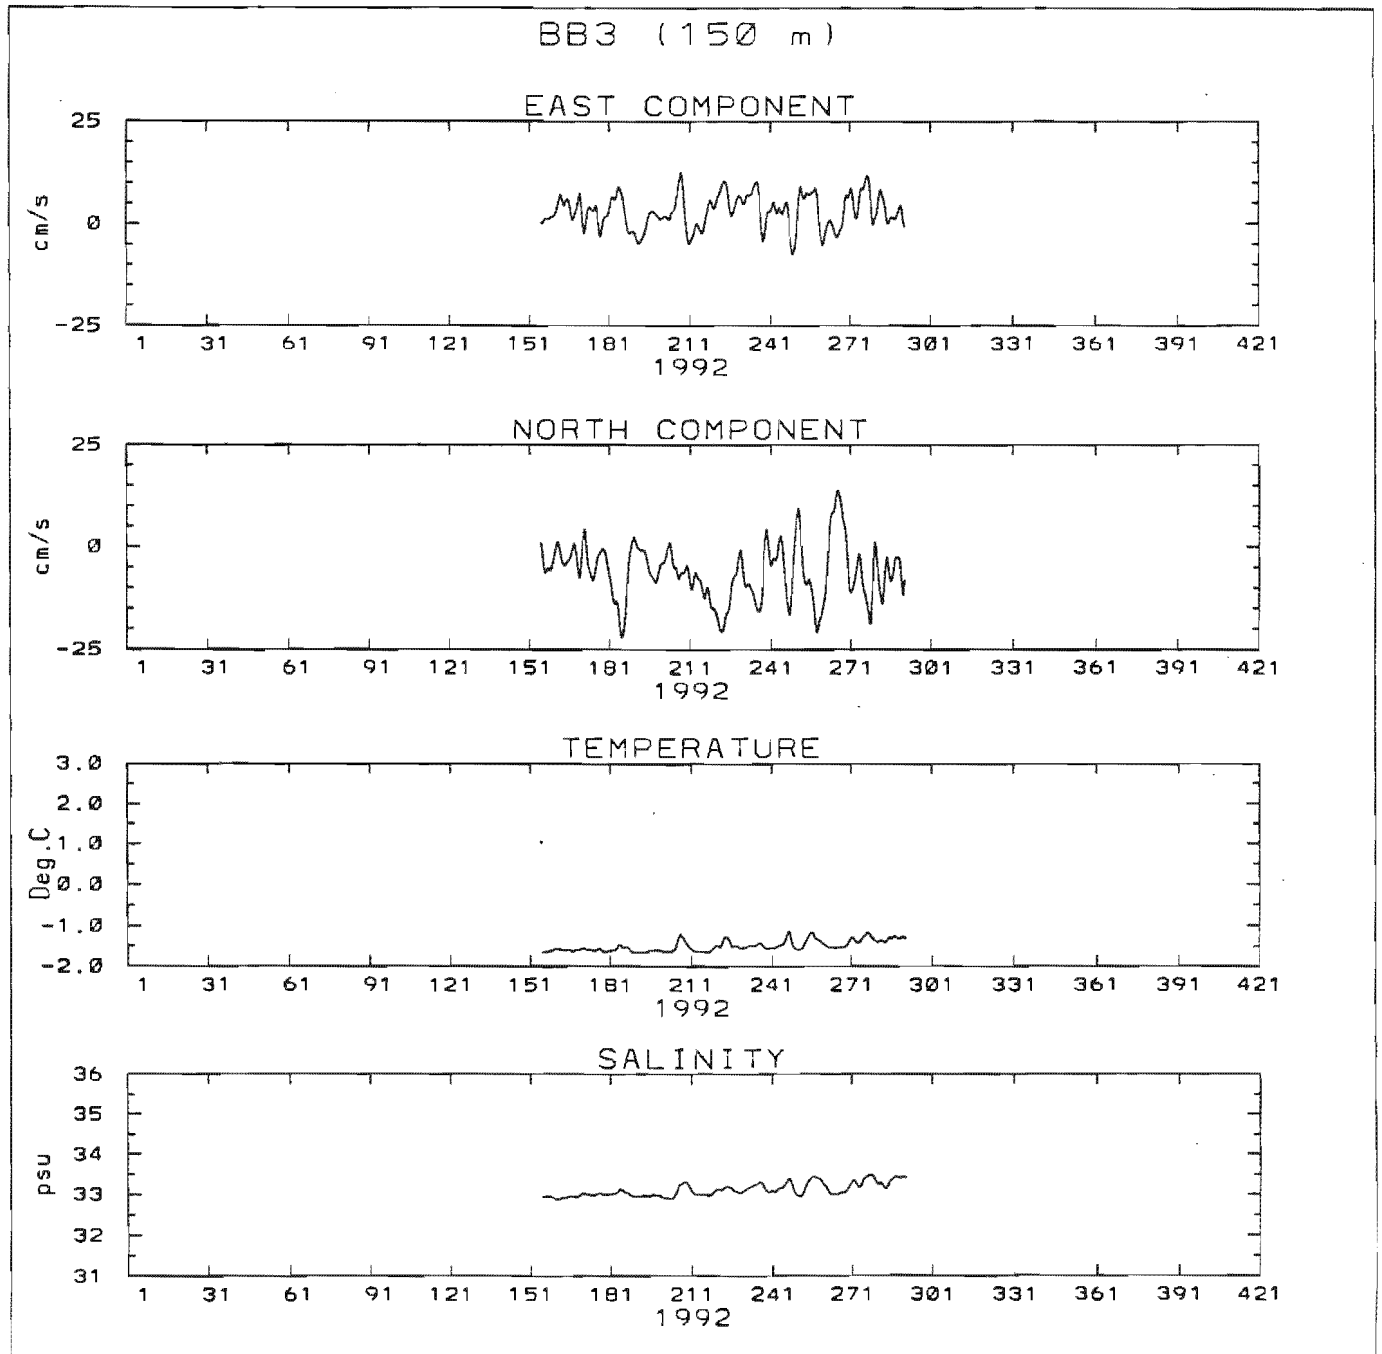 BB3 (150 m)
EAST COMPONENT
25
0
-25
cm/s
1 31 61 91 121 151 181 211 241 271 301 331 361 391 421
1992
NORTH COMPONENT
25
0
-25
cm/s
1 31 61 91 121 151 181 211 241 271 301 331 361 391 421
1992
TEMPERATURE
3.0
2.0
1.0
0.0
-1.0
-2.0
Deg.C
1 31 61 91 121 151 181 211 241 271 301 331 361 391 421
1992
SALINITY
36
35
34
33
32
31
psu
1 31 61 91 121 151 181 211 241 271 301 331 361 391 421
1992